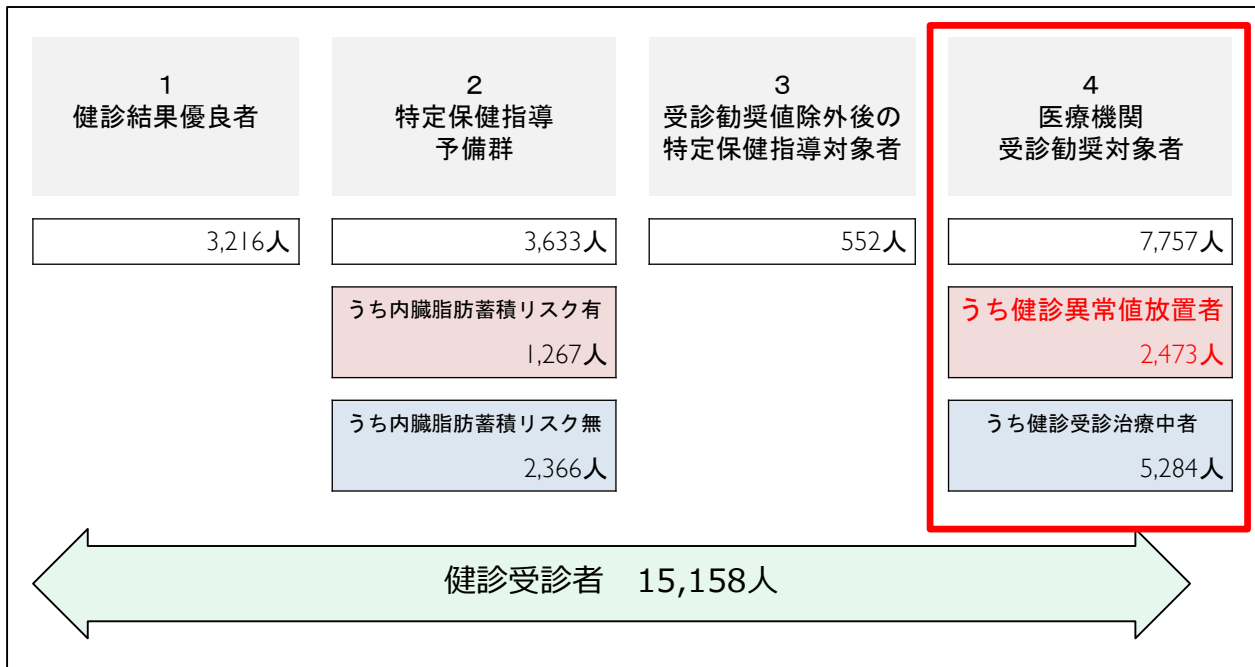 1
健診結果優良者
3,216人
2
特定保健指導
予備群
3,633人
うち内臓脂肪蓄積リスク有
1,267人
うち内臓脂肪蓄積リスク無
2,366人
3
受診勧奨値除外後の
特定保健指導対象者
552人
4
医療機関
受診勧奨対象者
7,757人
うち健診異常値放置者
2,473人
うち健診受診治療中者
5,284人
健診受診者　15,158人